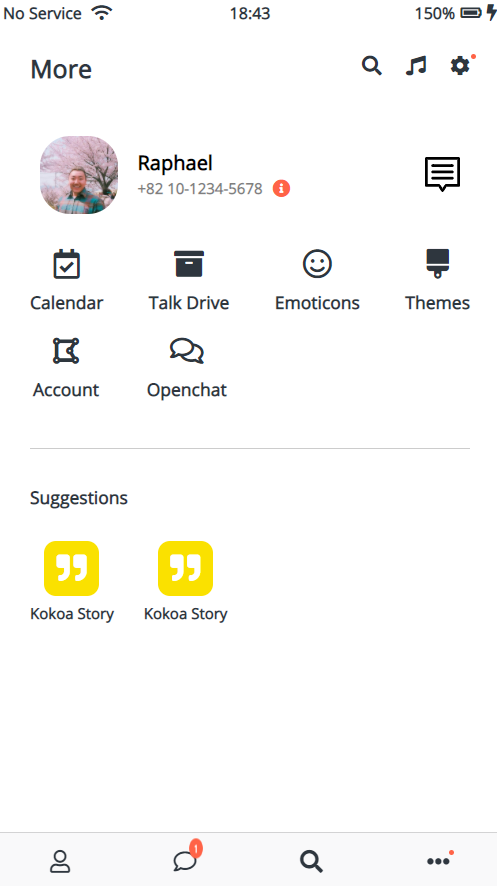 No Service 18:43 150%
More
Raphael
+82 10-1234-5678
Calendar Talk Drive Emoticons Themes
Account Openchat
Suggestions
Kokoa Story Kokoa Story
1